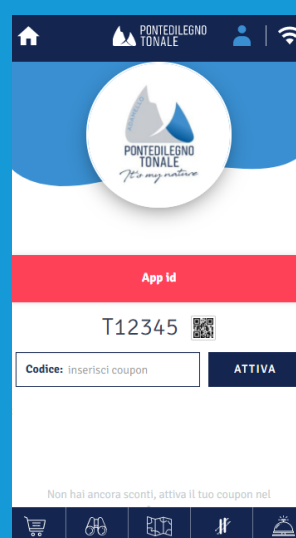 PONTEDILEGNO
TONALE
ADAMELLO
PONTEDILEGNO
TONALE
It's my nature
App id
T12345
Codice: inserisci coupon
ATTIVA
Non hai ancora sconti, attiva il tuo coupon nel